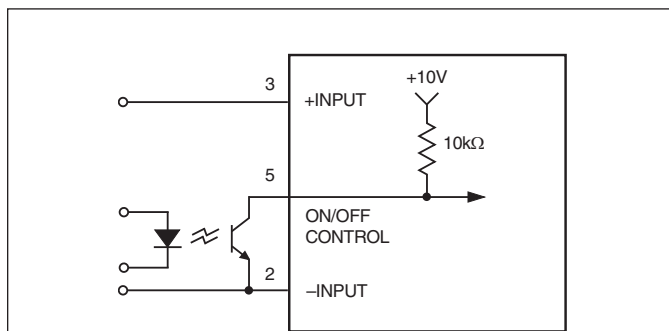 3
+INPUT
+10V
10kΩ
5
ON/OFF
CONTROL
2
–INPUT